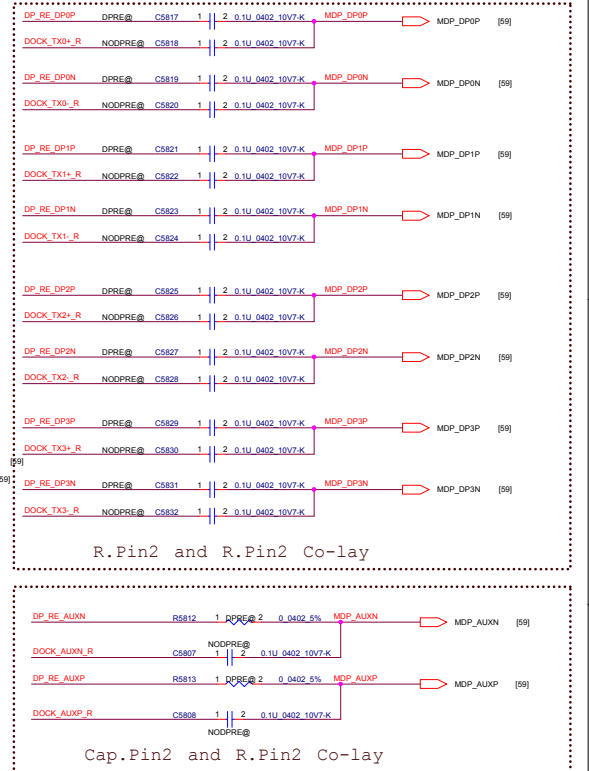 DP_RE_DP0P DPRE@ C5817 1 2 0.1U_0402_10V7-K MDP_DP0P MDP_DP0P [59]
DOCK_TX0+_R NODPRE@ C5818 1 2 0.1U_0402_10V7-K
DP_RE_DP0N DPRE@ C5819 1 2 0.1U_0402_10V7-K MDP_DP0N MDP_DP0N [59]
DOCK_TX0-_R NODPRE@ C5820 1 2 0.1U_0402_10V7-K
DP_RE_DP1P DPRE@ C5821 1 2 0.1U_0402_10V7-K MDP_DP1P MDP_DP1P [59]
DOCK_TX1+_R NODPRE@ C5822 1 2 0.1U_0402_10V7-K
DP_RE_DP1N DPRE@ C5823 1 2 0.1U_0402_10V7-K MDP_DP1N MDP_DP1N [59]
DOCK_TX1-_R NODPRE@ C5824 1 2 0.1U_0402_10V7-K
DP_RE_DP2P DPRE@ C5825 1 2 0.1U_0402_10V7-K MDP_DP2P MDP_DP2P [59]
DOCK_TX2+_R NODPRE@ C5826 1 2 0.1U_0402_10V7-K
DP_RE_DP2N DPRE@ C5827 1 2 0.1U_0402_10V7-K MDP_DP2N MDP_DP2N [59]
DOCK_TX2-_R NODPRE@ C5828 1 2 0.1U_0402_10V7-K
DP_RE_DP3P DPRE@ C5829 1 2 0.1U_0402_10V7-K MDP_DP3P MDP_DP3P [59]
DOCK_TX3+_R NODPRE@ C5830 1 2 0.1U_0402_10V7-K
[59]
59]
DP_RE_DP3N DPRE@ C5831 1 2 0.1U_0402_10V7-K MDP_DP3N MDP_DP3N [59]
DOCK_TX3-_R NODPRE@ C5832 1 2 0.1U_0402_10V7-K
R.Pin2 and R.Pin2 Co-lay
DP_RE_AUXN R5812 1 DPRE@ 2 0_0402_5% MDP_AUXN MDP_AUXN [59]
NODPRE@
DOCK_AUXN_R C5807 1 2 0.1U_0402_10V7-K
DP_RE_AUXP R5813 1 DPRE@ 2 0_0402_5% MDP_AUXP MDP_AUXP [59]
DOCK_AUXP_R C5808 1 2 0.1U_0402_10V7-K
NODPRE@
Cap.Pin2 and R.Pin2 Co-lay